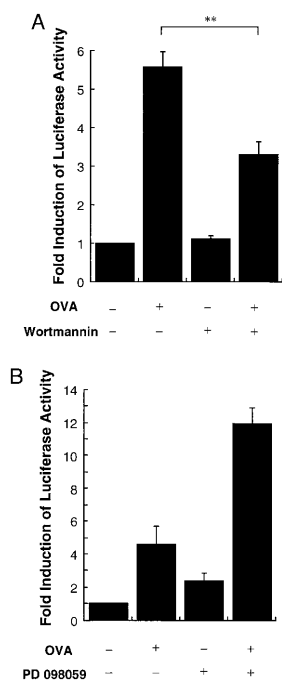 A
**
Fold Induction of Luciferase Activity
6
5
4
3
2
1
0
OVA – + – +
Wortmannin – – + +
B
Fold Induction of Luciferase Activity
14
12
10
8
6
4
2
0
OVA – + – +
PD 098059 – – + +